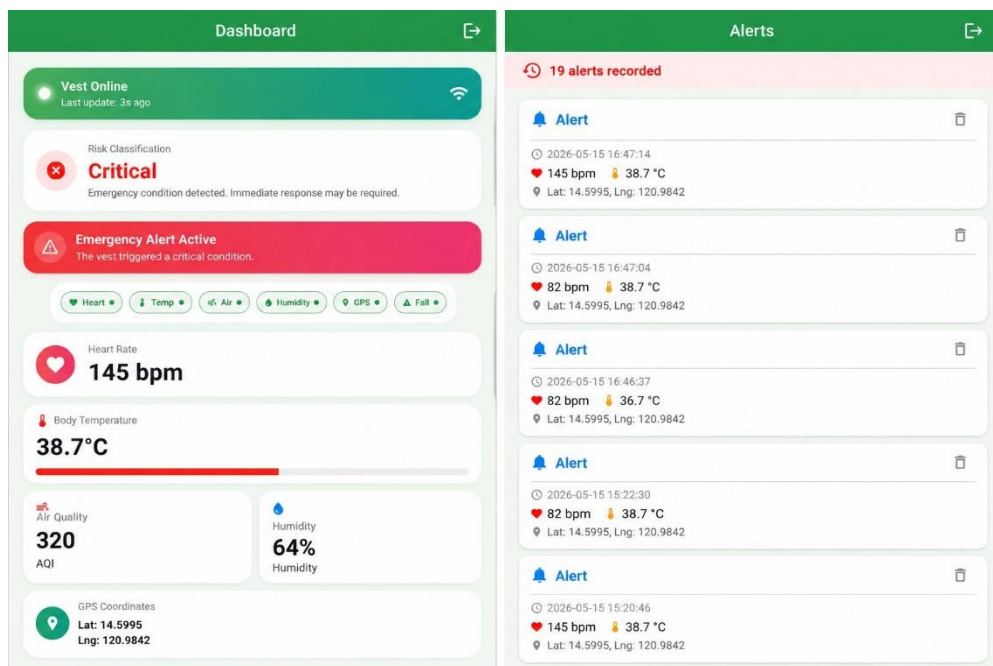 Dashboard
Vest Online
Last update: 3s ago
Risk Classification
Critical
Emergency condition detected. Immediate response may be required.
Emergency Alert Active
The vest triggered a critical condition.
Heart
Temp
Air
Humidity
GPS
Fall
Heart Rate
145 bpm
Body Temperature
38.7°C
Air Quality
320
AQI
Humidity
64%
Humidity
GPS Coordinates
Lat: 14.5995
Lng: 120.9842
Alerts
19 alerts recorded
Alert
2026-05-15 16:47:14
145 bpm 38.7 °C
Lat: 14.5995, Lng: 120.9842
Alert
2026-05-15 16:47:04
82 bpm 38.7 °C
Lat: 14.5995, Lng: 120.9842
Alert
2026-05-15 16:46:37
82 bpm 36.7 °C
Lat: 14.5995, Lng: 120.9842
Alert
2026-05-15 15:22:30
82 bpm 38.7 °C
Lat: 14.5995, Lng: 120.9842
Alert
2026-05-15 15:20:46
145 bpm 38.7 °C
Lat: 14.5995, Lng: 120.9842